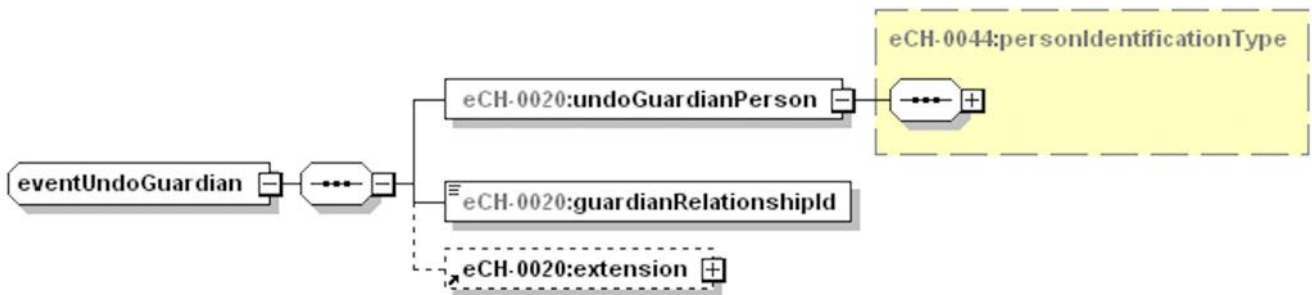 eCH-0044:personIdentificationType
eCH-0020:undoGuardianPerson
eventUndoGuardian
eCH-0020:guardianRelationshipId
eCH-0020:extension